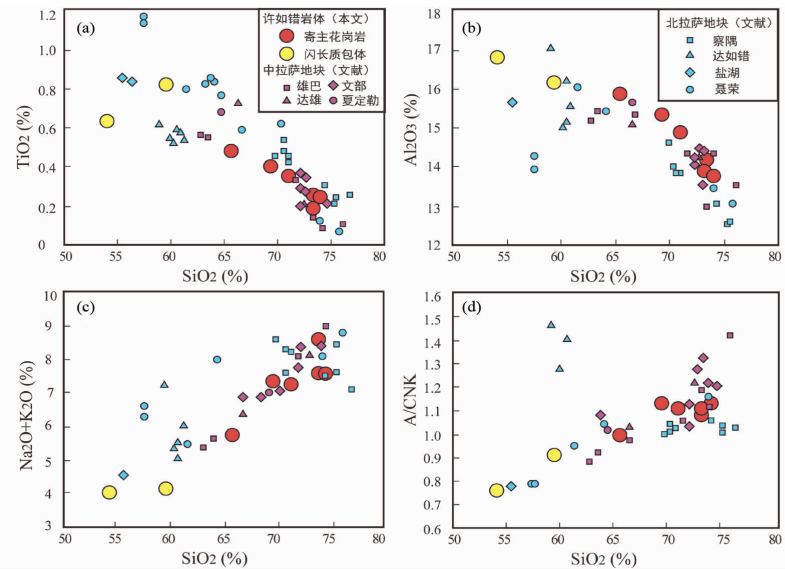 (a)
许如错岩体（本文）
寄主花岗岩
闪长质包体
中拉萨地块（文献）
雄巴 文部
达雄 夏定勒
1.2
1.0
0.8
0.6
0.4
0.2
0
TiO2 (%)
50 55 60 65 70 75 80
SiO2 (%)
(b)
北拉萨地块（文献）
察隅
达如错
盐湖
聂荣
18
17
16
15
14
13
12
Al2O3 (%)
50 55 60 65 70 75 80
SiO2 (%)
(c)
10
9
8
7
6
5
4
3
Na2O+K2O (%)
50 55 60 65 70 75 80
SiO2 (%)
(d)
1.6
1.5
1.4
1.3
1.2
1.1
1.0
0.9
0.8
0.7
0.6
A/CNK
50 55 60 65 70 75 80
SiO2 (%)